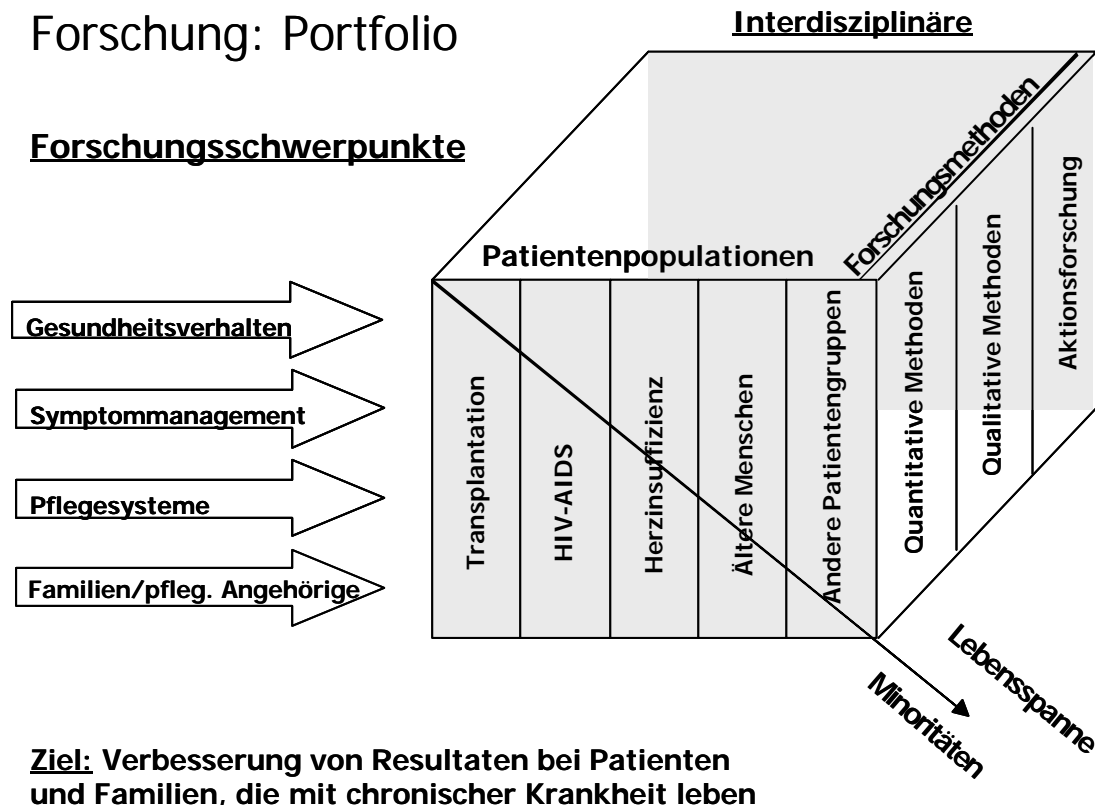 Forschung: Portfolio
Interdisziplinäre
Forschungsschwerpunkte
Patientenpopulationen
Forschungsmethoden
Gesundheitsverhalten
Symptommanagement
Pflegesysteme
Familien/pfleg. Angehörige
Transplantation
HIV-AIDS
Herzinsuffizienz
Ältere Menschen
Andere Patientengruppen
Quantitative Methoden
Qualitative Methoden
Aktionsforschung
Minoritäten
Lebensspanne
Ziel: Verbesserung von Resultaten bei Patienten
und Familien, die mit chronischer Krankheit leben